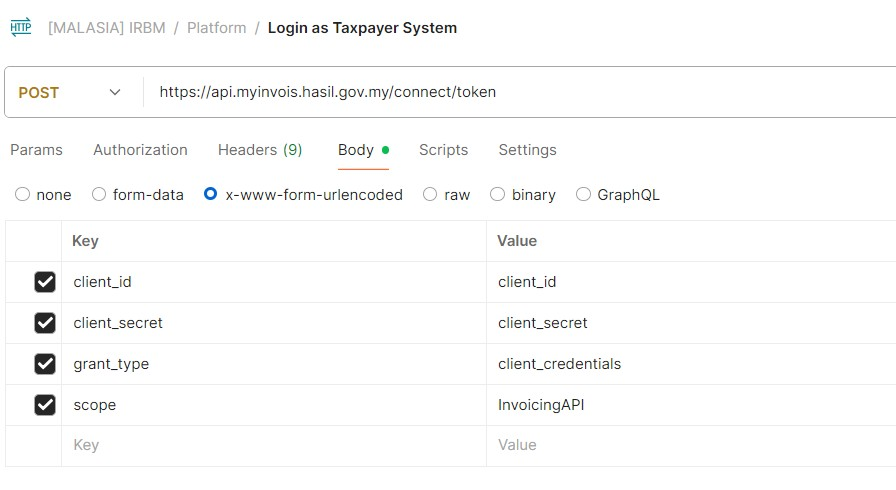 HTTP [MALASIA] IRBM / Platform / Login as Taxpayer System
POST https://api.myinvois.hasil.gov.my/connect/token
Params Authorization Headers (9) Body Scripts Settings
none form-data x-www-form-urlencoded raw binary GraphQL
Key Value
client_id client_id
client_secret client_secret
grant_type client_credentials
scope InvoicingAPI
Key Value